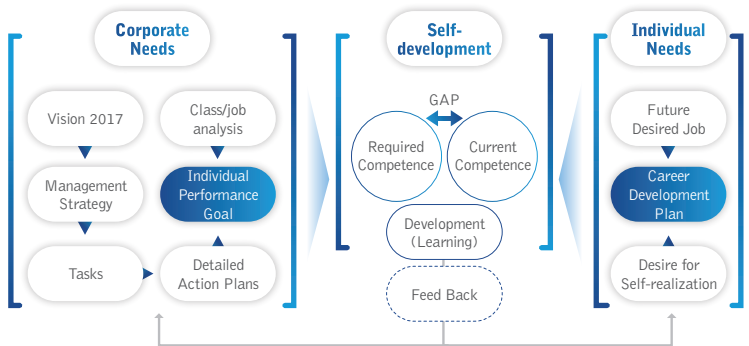 Corporate
Needs
Vision 2017
Management
Strategy
Tasks
Class/job
analysis
Individual
Performance
Goal
Detailed
Action Plans
Self-
development
GAP
Required
Competence
Current
Competence
Development
(Learning)
Feed Back
Individual
Needs
Future
Desired Job
Career
Development
Plan
Desire for
Self-realization